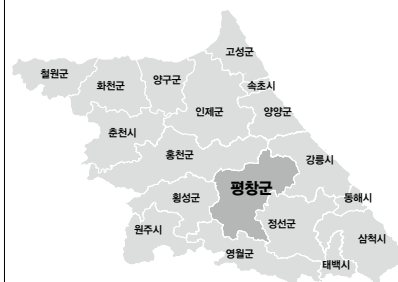 고성군
철원군
화천군
양구군
속초시
인제군
양양군
춘천시
홍천군
강릉시
평창군
횡성군
동해시
원주시
정선군
삼척시
영월군
태백시